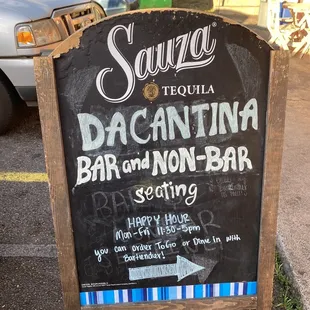 Sauza
TEQUILA
DACANTINA
BAR and NON-BAR
seating
HAPPY HOUR
Mon-Fri 11:30-5pm
you can order ToGo or Dine In with
Bartender!